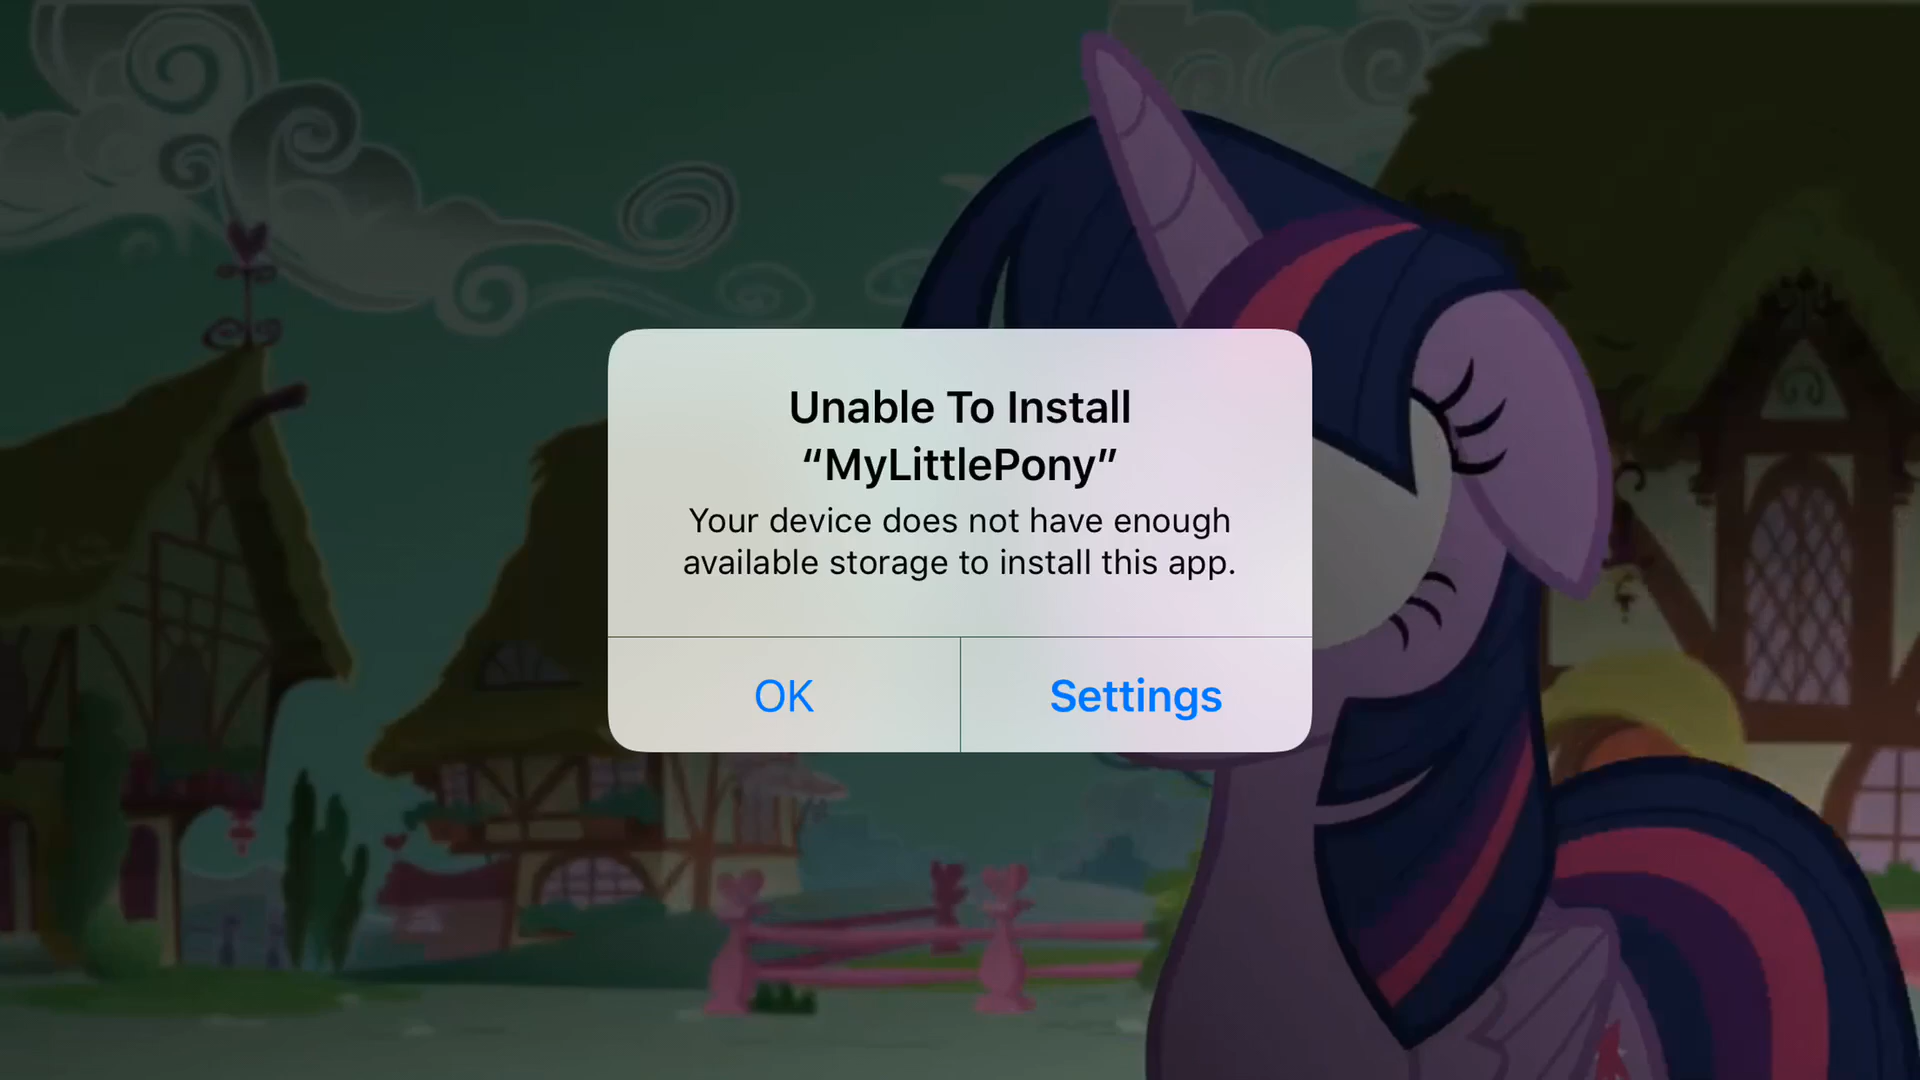 Unable To Install
“MyLittlePony”
Your device does not have enough
available storage to install this app.
OK
Settings